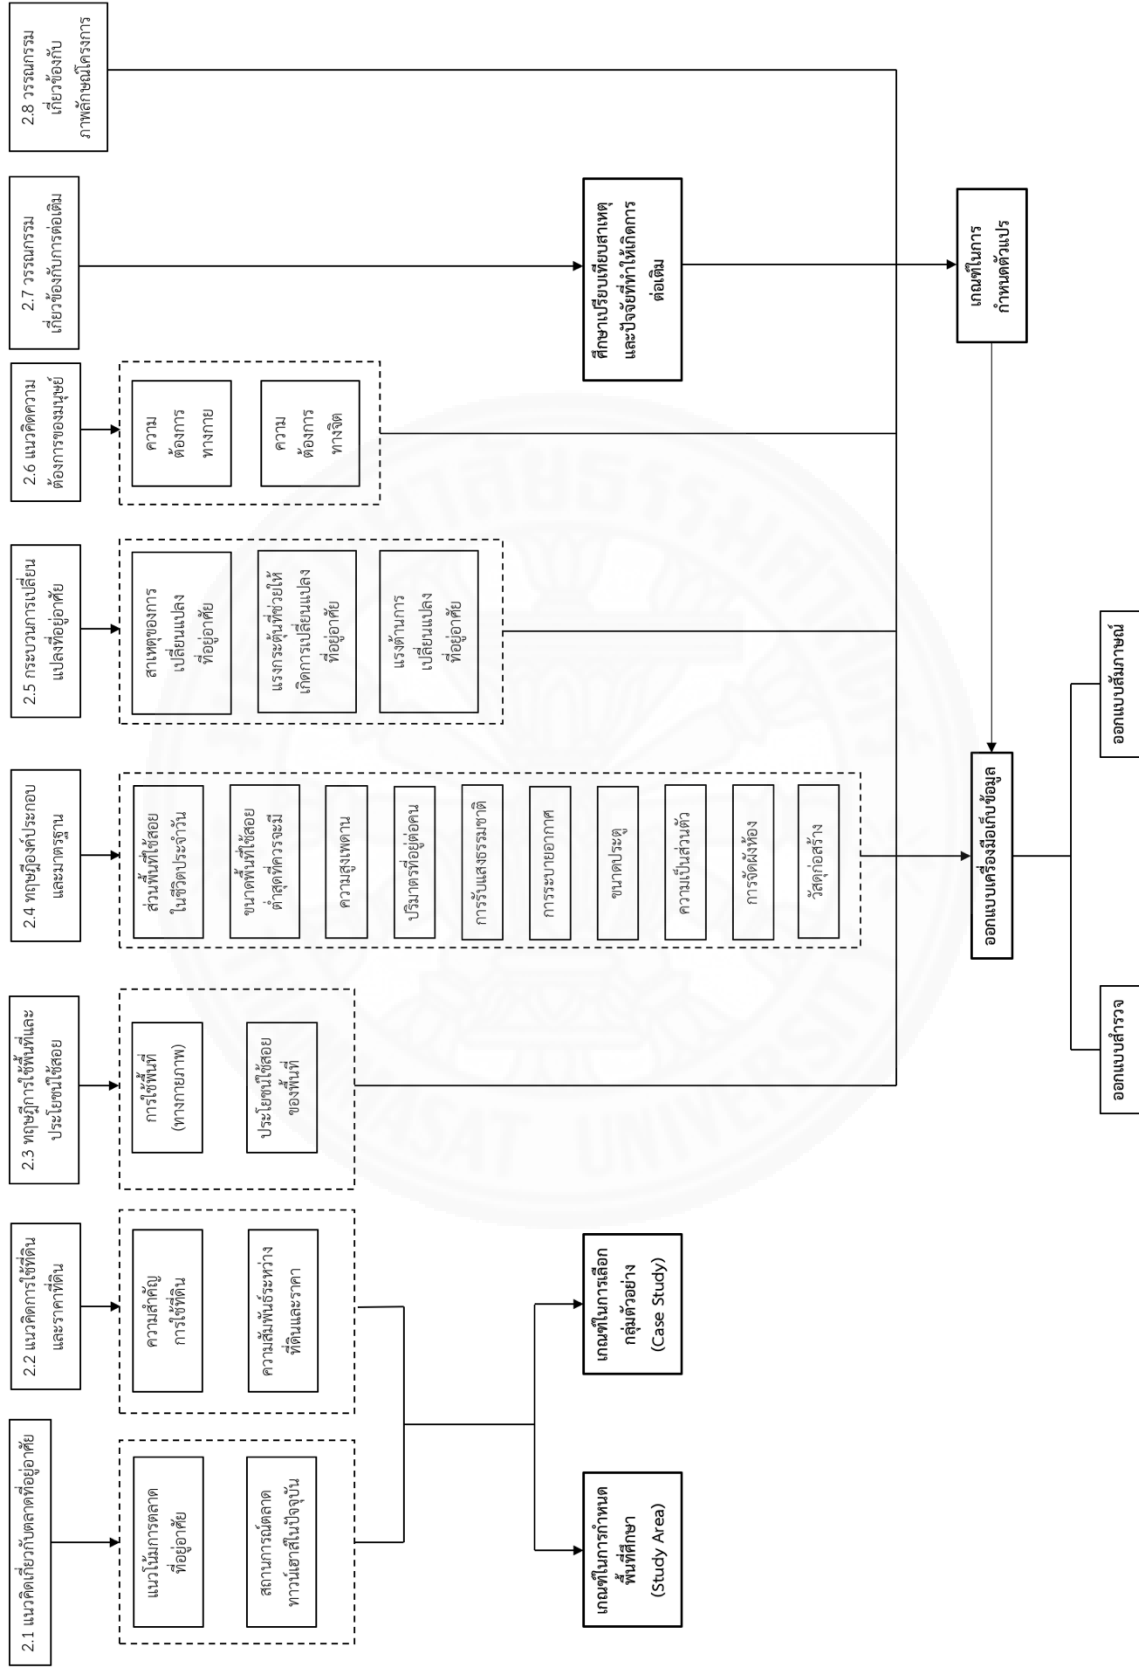 2.1 แนวคิดเกี่ยวกับตลาดที่อยู่อาศัย
แนวโน้มการตลาด
ที่อยู่อาศัย
สถานการณ์ตลาด
ทาวน์เฮาส์ในปัจจุบัน
2.2 แนวคิดการใช้ที่ดิน
และราคาที่ดิน
ความสำคัญ
การใช้ที่ดิน
ความสัมพันธ์ระหว่าง
ที่ดินและราคา
เกณฑ์ในการกำหนด
พื้นที่ศึกษา
(Study Area)
เกณฑ์ในการเลือก
กลุ่มตัวอย่าง
(Case Study)
2.3 ทฤษฎีการใช้พื้นที่และ
ประโยชน์ใช้สอย
การใช้พื้นที่
(ทางกายภาพ)
ประโยชน์ใช้สอย
ของพื้นที่
2.4 ทฤษฎีองค์ประกอบ
และมาตรฐาน
ส่วนพื้นที่ใช้สอย
ในชีวิตประจำวัน
ขนาดพื้นที่ใช้สอย
ต่ำสุดที่ควรจะมี
ความสูงเพดาน
ปริมาตรที่อยู่ต่อคน
การรับแสงธรรมชาติ
การระบายอากาศ
ขนาดประตู
ความเป็นส่วนตัว
การจัดผังห้อง
วัสดุก่อสร้าง
2.5 กระบวนการเปลี่ยน
แปลงที่อยู่อาศัย
สาเหตุของการ
เปลี่ยนแปลง
ที่อยู่อาศัย
แรงกระตุ้นที่ช่วยให้
เกิดการเปลี่ยนแปลง
ที่อยู่อาศัย
แรงต้านการ
เปลี่ยนแปลง
ที่อยู่อาศัย
2.6 แนวคิดความ
ต้องการของมนุษย์
ความ
ต้องการ
ทางกาย
ความ
ต้องการ
ทางจิต
2.7 วรรณกรรม
เกี่ยวข้องกับการต่อเติม
ศึกษาเปรียบเทียบสาเหตุ
และปัจจัยที่ทำให้เกิดการ
ต่อเติม
2.8 วรรณกรรม
เกี่ยวข้องกับ
ภาพลักษณ์โครงการ
เกณฑ์ในการ
กำหนดตัวแปร
ออกแบบเครื่องมือเก็บข้อมูล
ออกแบบสำรวจ
ออกแบบสัมภาษณ์